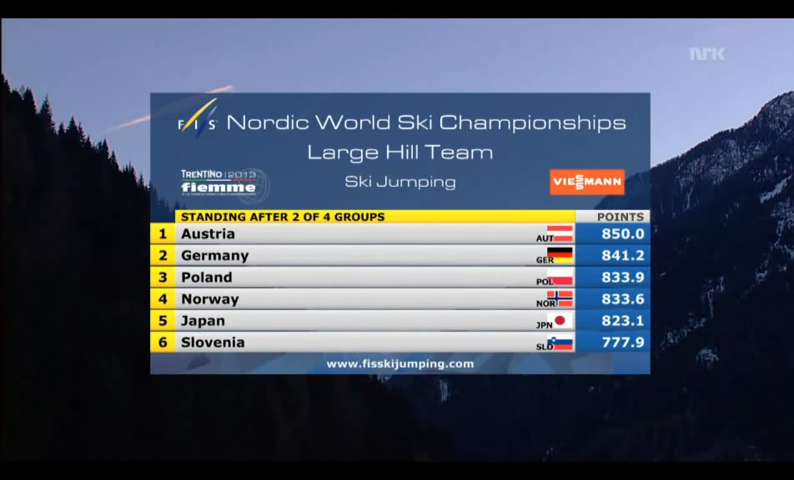 nrk
FIS Nordic World Ski Championships
Large Hill Team
TRENTINO | 2013
fiemme
Ski Jumping
VIESSMANN
STANDING AFTER 2 OF 4 GROUPS POINTS
1 Austria AUT 850.0
2 Germany GER 841.2
3 Poland POL 833.9
4 Norway NOR 833.6
5 Japan JPN 823.1
6 Slovenia SLO 777.9
www.fisskijumping.com